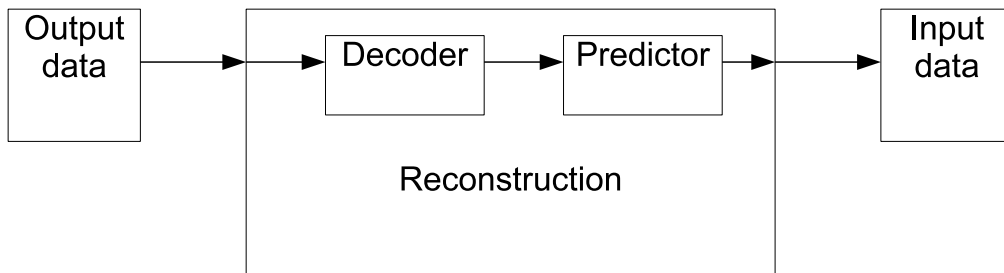 Output
data
Decoder
Predictor
Input
data
Reconstruction